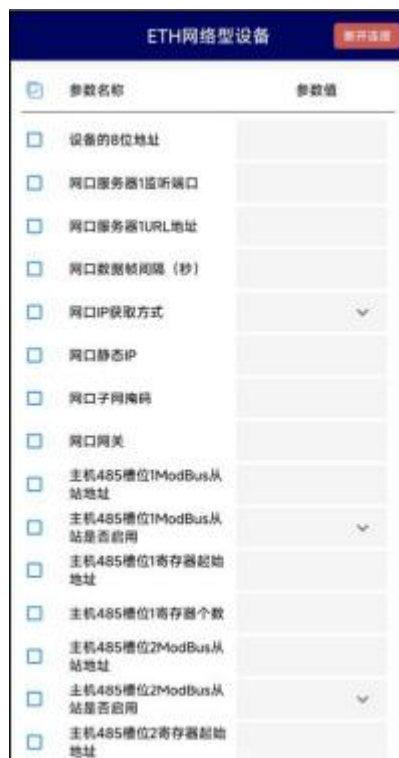 ETH网络型设备
断开连接
参数名称
参数值
设备的8位地址
网口服务器1监听端口
网口服务器1URL地址
网口数据帧间隔（秒）
网口IP获取方式
网口静态IP
网口子网掩码
网口网关
主机485槽位1ModBus从
站地址
主机485槽位1ModBus从
站是否启用
主机485槽位1寄存器起始
地址
主机485槽位1寄存器个数
主机485槽位2ModBus从
站地址
主机485槽位2ModBus从
站是否启用
主机485槽位2寄存器起始
地址